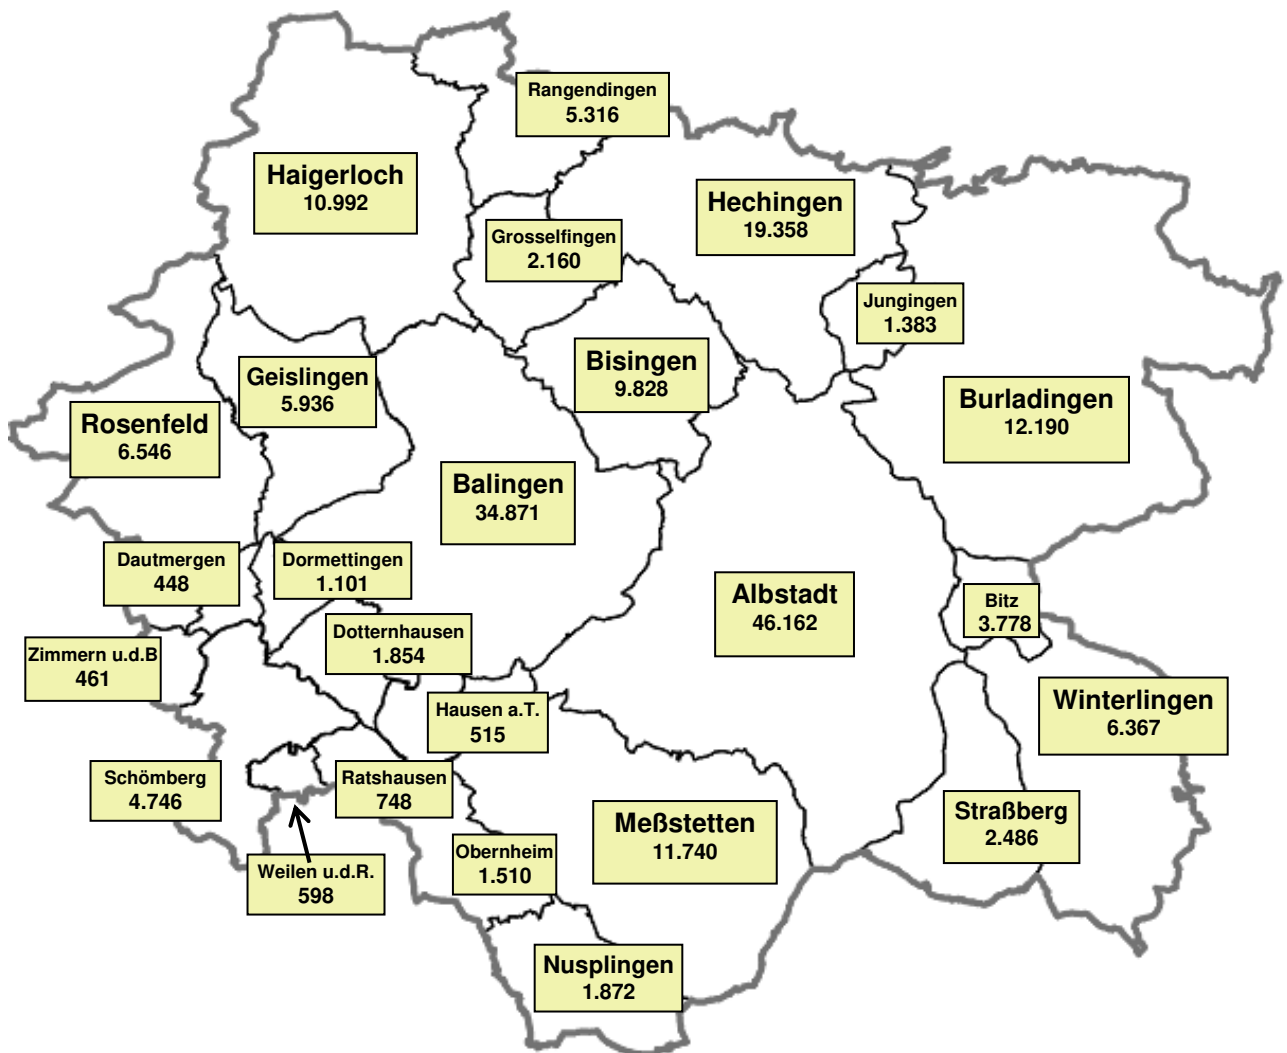 Rangendingen
5.316
Haigerloch
10.992
Hechingen
19.358
Grosselfingen
2.160
Jungingen
1.383
Bisingen
9.828
Geislingen
5.936
Burladingen
12.190
Rosenfeld
6.546
Balingen
34.871
Dautmergen
448
Dormettingen
1.101
Albstadt
46.162
Bitz
3.778
Dotternhausen
1.854
Zimmern u.d.B
461
Winterlingen
6.367
Hausen a.T.
515
Schömberg
4.746
Ratshausen
748
Straßberg
2.486
Meßstetten
11.740
Obernheim
1.510
Weilen u.d.R.
598
Nusplingen
1.872